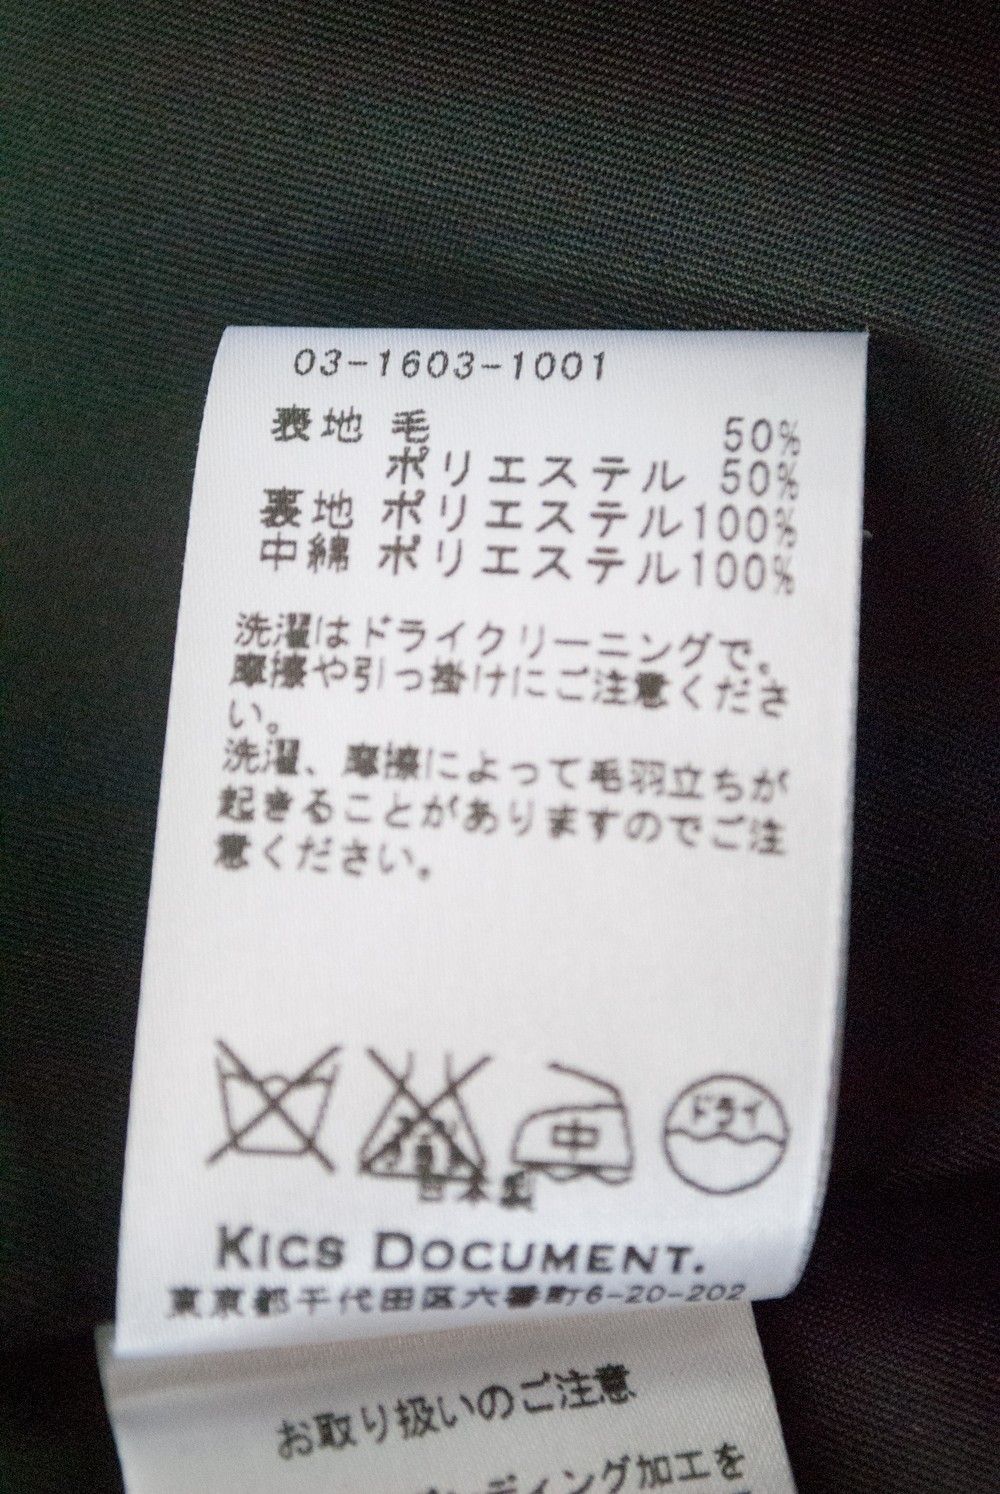 03-1603-1001
表地 毛 50%
ポリエステル 50%
裏地 ポリエステル 100%
中綿 ポリエステル 100%
洗濯はドライクリーニングで。
摩擦や引っ掛けにご注意くださ
い。
洗濯、摩擦によって毛羽立ちが
起きることがありますのでご注
意ください。
中 ドライ
日本製
KICS DOCUMENT.
東京都千代田区六番町6-20-202
お取り扱いのご注意
ディング加工を